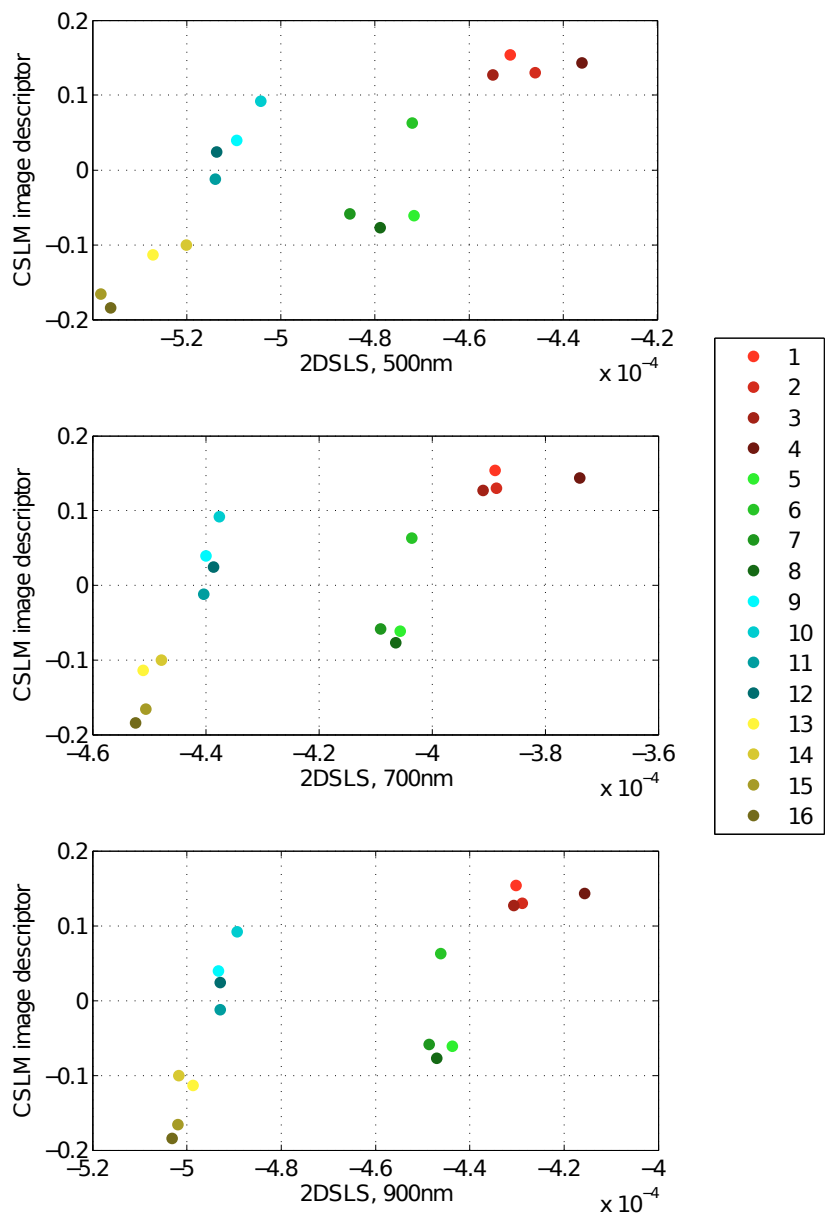 0.2
0.1
0
−0.1
−0.2
CSLM image descriptor
−5.2 −5 −4.8 −4.6 −4.4 −4.2
2DSLS, 500nm
x 10−4
0.2
0.1
0
−0.1
−0.2
CSLM image descriptor
−4.6 −4.4 −4.2 −4 −3.8 −3.6
2DSLS, 700nm
x 10−4
0.2
0.1
0
−0.1
−0.2
CSLM image descriptor
−5.2 −5 −4.8 −4.6 −4.4 −4.2 −4
2DSLS, 900nm
x 10−4
1
2
3
4
5
6
7
8
9
10
11
12
13
14
15
16